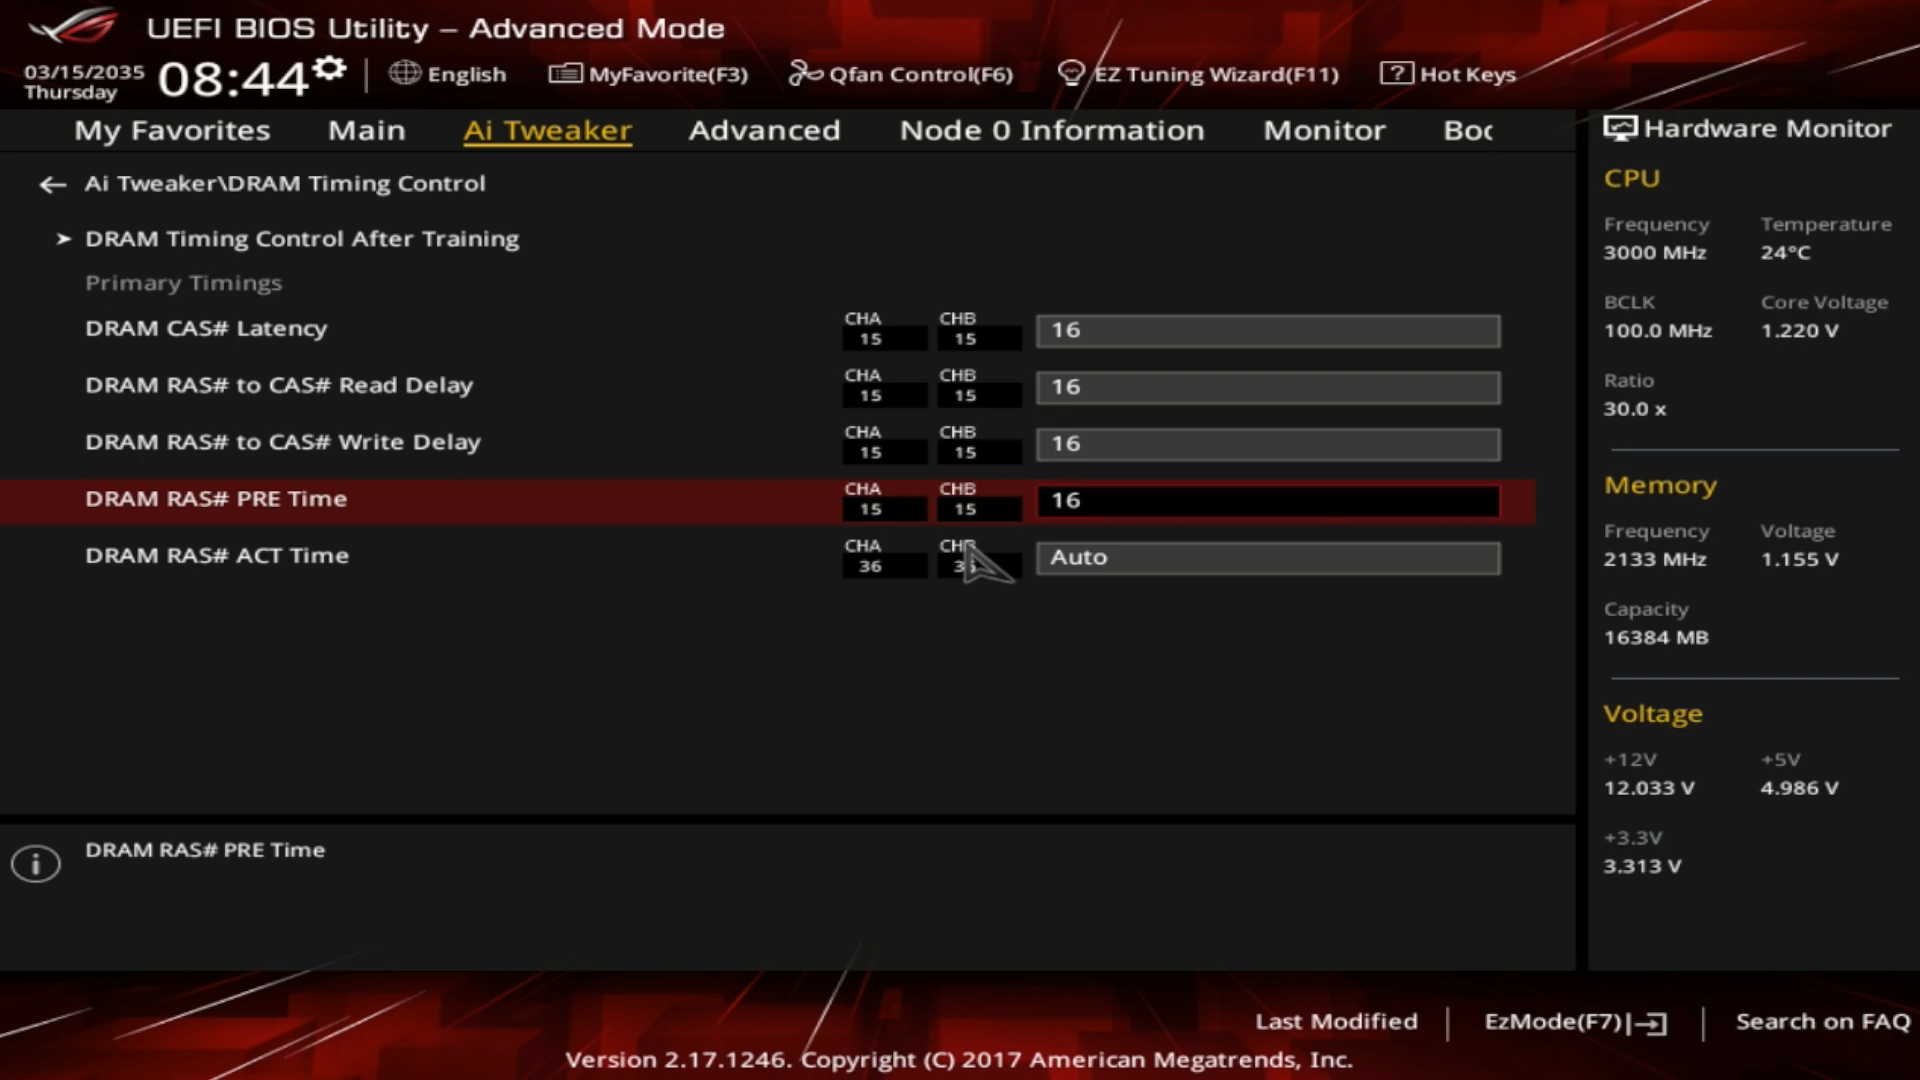 UEFI BIOS Utility – Advanced Mode
03/15/2035
Thursday
08:44
English
MyFavorite(F3)
Qfan Control(F6)
EZ Tuning Wizard(F11)
? Hot Keys
My Favorites
Main
Ai Tweaker
Advanced
Node 0 Information
Monitor
Boc
Ai Tweaker\DRAM Timing Control
DRAM Timing Control After Training
Primary Timings
DRAM CAS# Latency
CHA
15
CHB
15
16
DRAM RAS# to CAS# Read Delay
CHA
15
CHB
15
16
DRAM RAS# to CAS# Write Delay
CHA
15
CHB
15
16
DRAM RAS# PRE Time
CHA
15
CHB
15
16
DRAM RAS# ACT Time
CHA
36
CHB
Auto
DRAM RAS# PRE Time
Hardware Monitor
CPU
Frequency Temperature
3000 MHz 24°C
BCLK Core Voltage
100.0 MHz 1.220 V
Ratio
30.0 x
Memory
Frequency Voltage
2133 MHz 1.155 V
Capacity
16384 MB
Voltage
+12V +5V
12.033 V 4.986 V
+3.3V
3.313 V
Last Modified
EzMode(F7)
Search on FAQ
Version 2.17.1246. Copyright (C) 2017 American Megatrends, Inc.